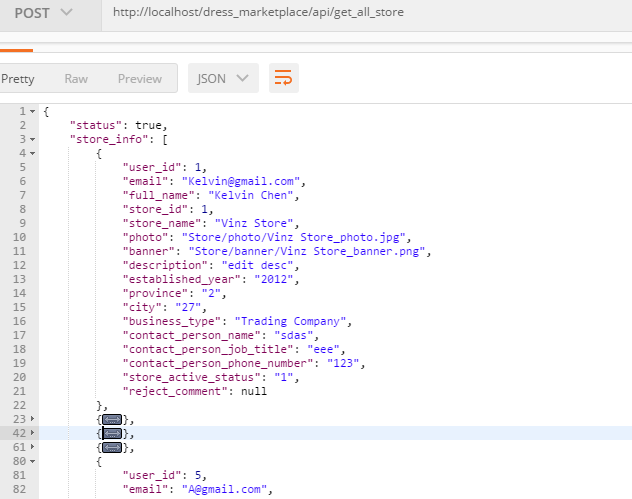 POST http://localhost/dress_marketplace/api/get_all_store
Pretty Raw Preview JSON
1 {
2 "status": true,
3 "store_info": [
4 {
5 "user_id": 1,
6 "email": "Kelvin@gmail.com",
7 "full_name": "Kelvin Chen",
8 "store_id": 1,
9 "store_name": "Vinz Store",
10 "photo": "Store/photo/Vinz Store_photo.jpg",
11 "banner": "Store/banner/Vinz Store_banner.png",
12 "description": "edit desc",
13 "established_year": "2012",
14 "province": "2",
15 "city": "27",
16 "business_type": "Trading Company",
17 "contact_person_name": "sdas",
18 "contact_person_job_title": "eee",
19 "contact_person_phone_number": "123",
20 "store_active_status": "1",
21 "reject_comment": null
22 },
23 {},
42 {},
61 {},
80 {
81 "user_id": 5,
82 "email": "A@gmail.com",